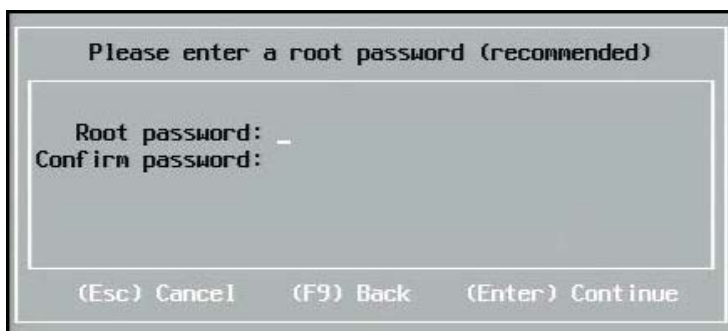 Please enter a root password (recommended)
Root password: _
Confirm password:
(Esc) Cancel (F9) Back (Enter) Continue